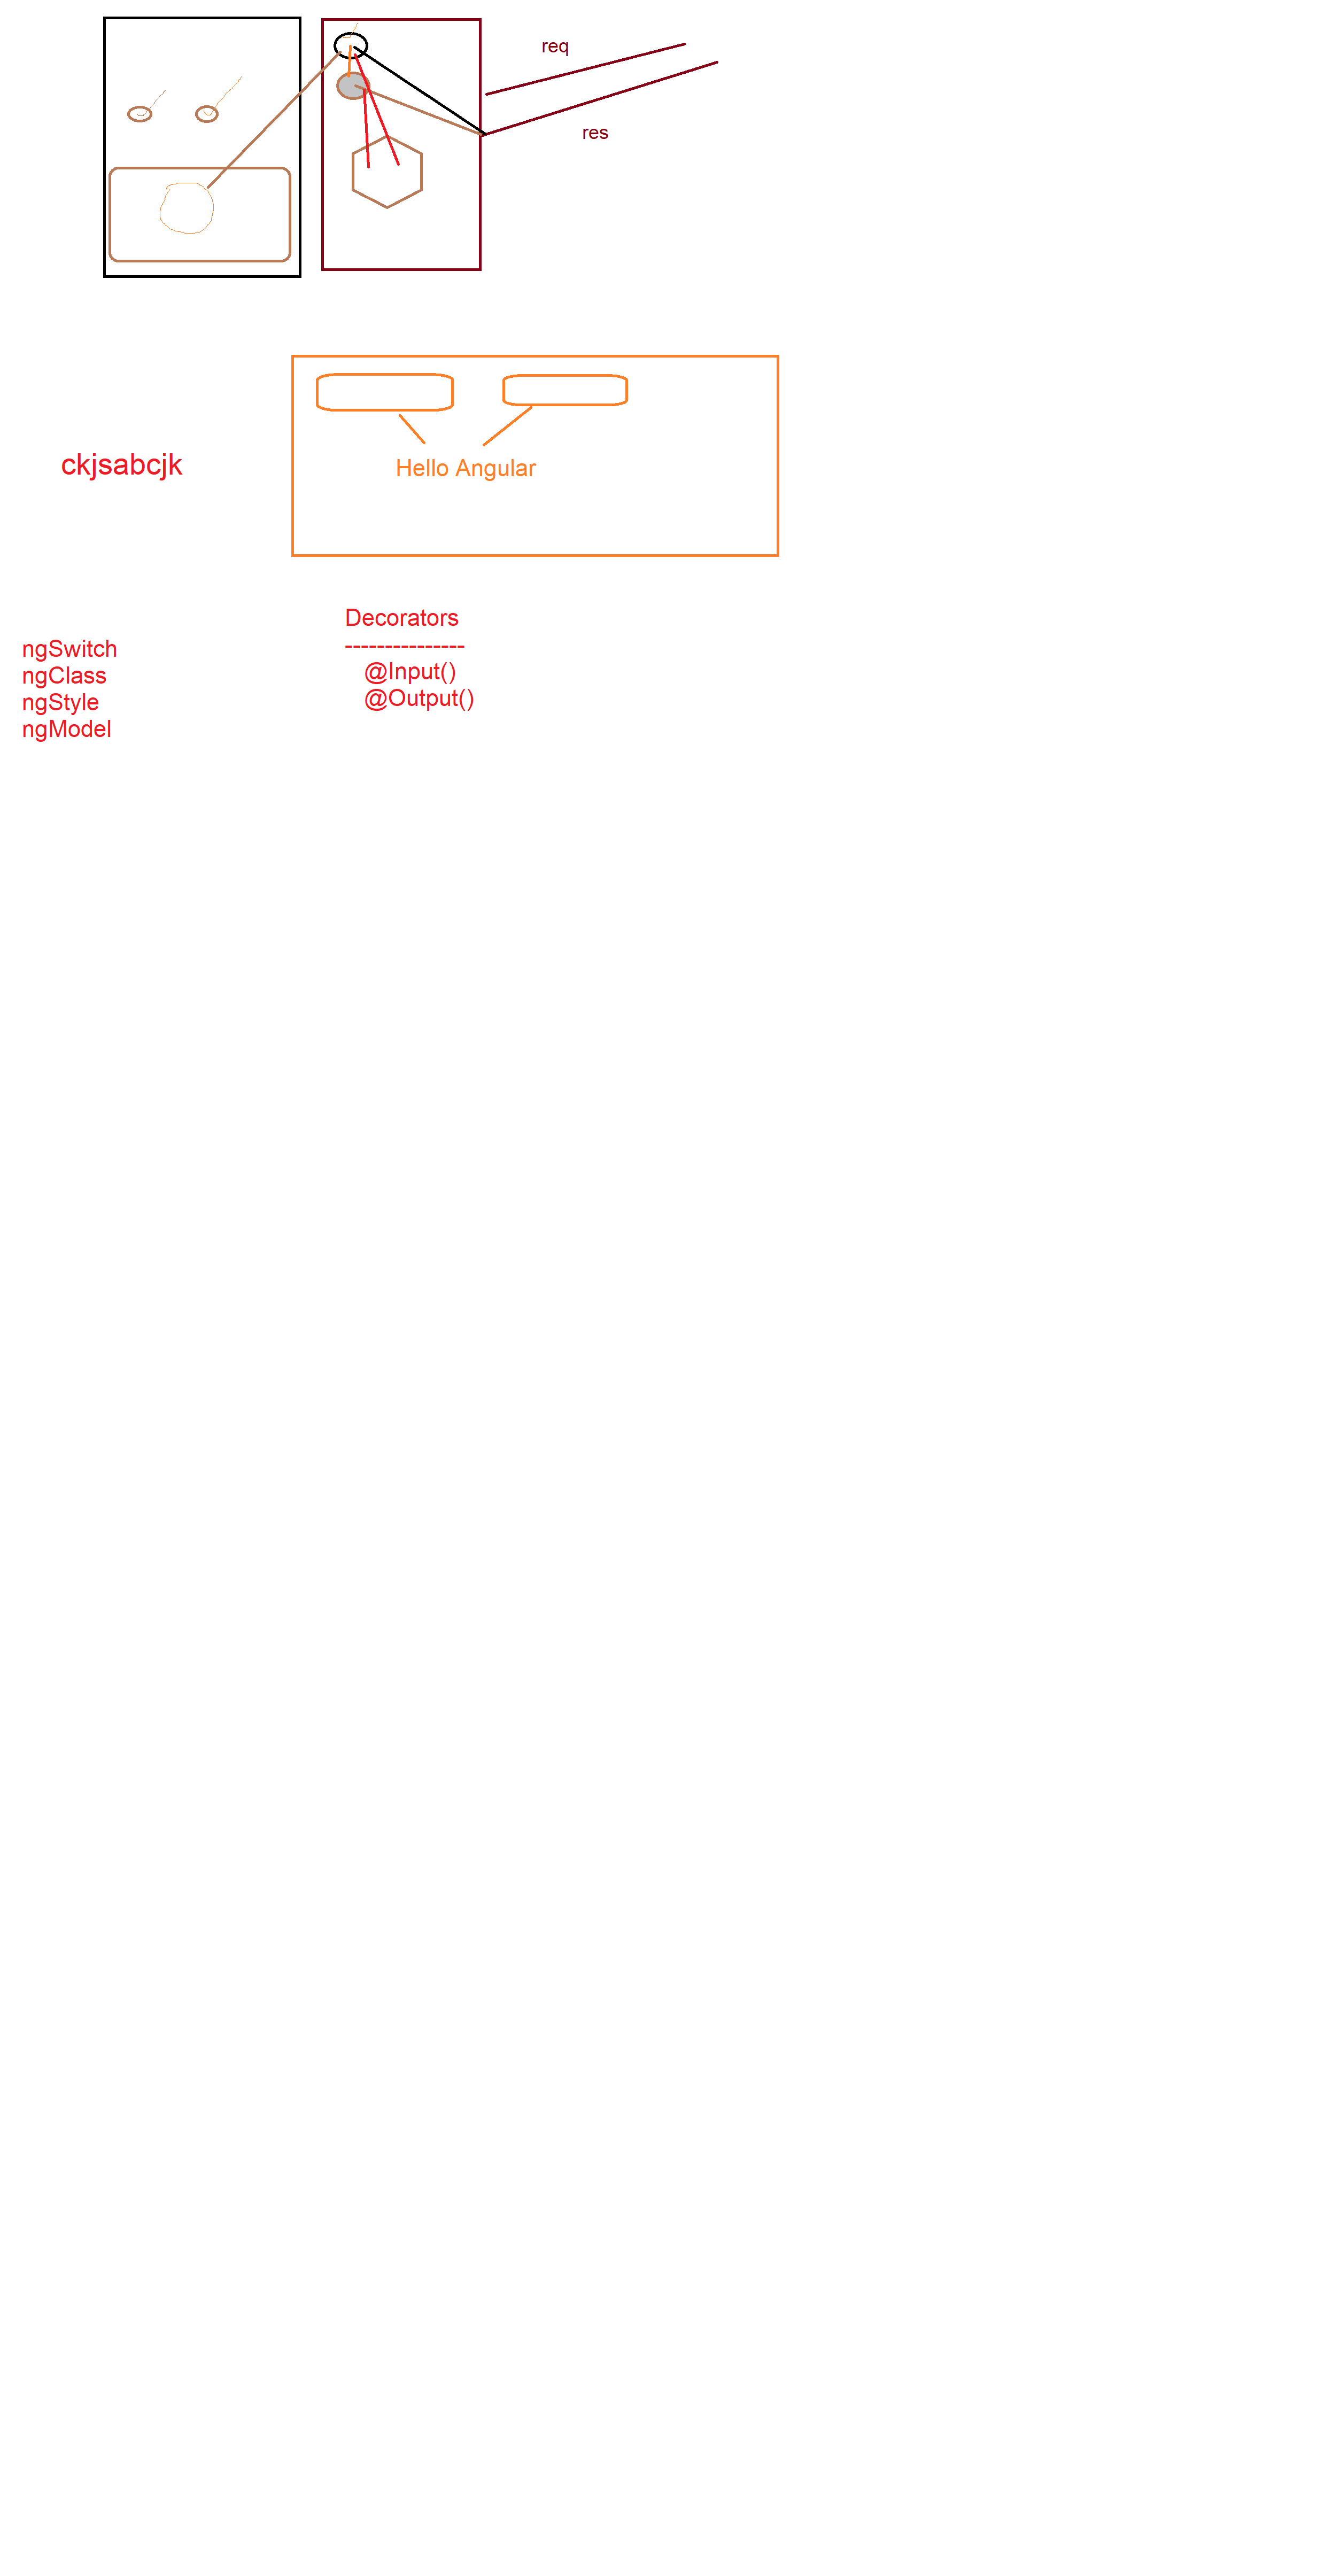 req
res
ckjsabcjk
Hello Angular
Decorators
---------------
@Input()
@Output()
ngSwitch
ngClass
ngStyle
ngModel